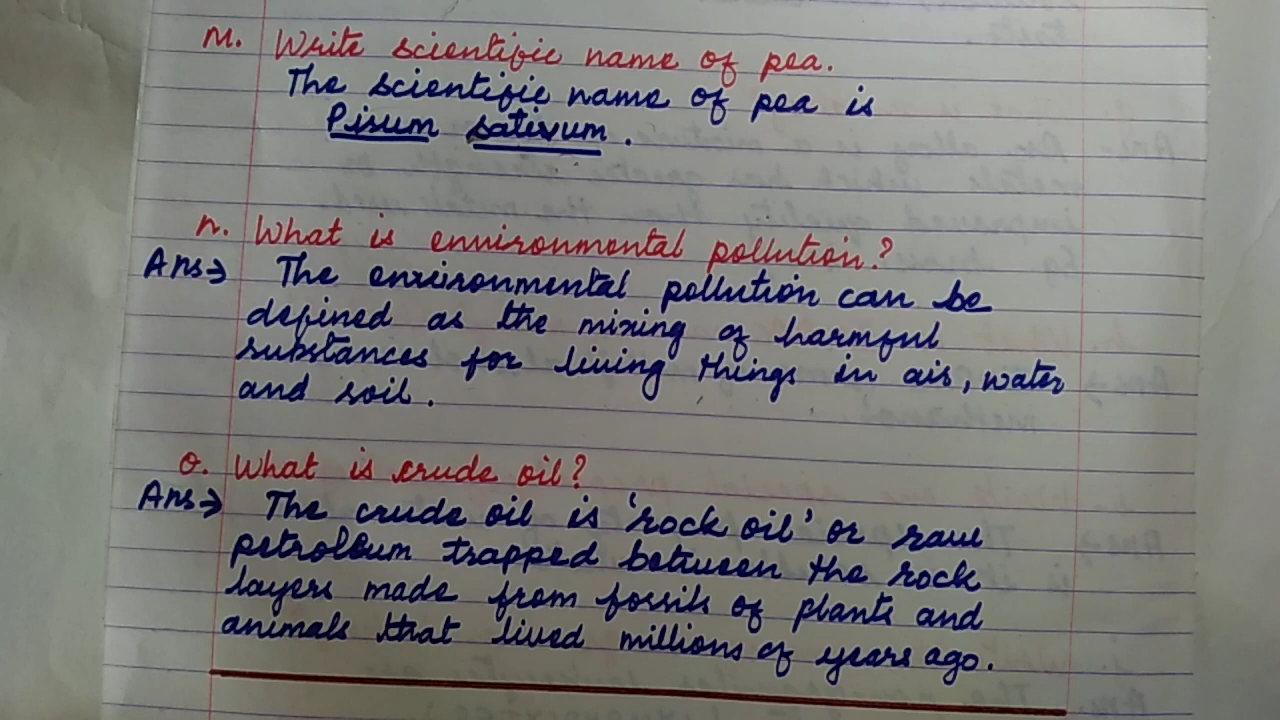 M. Write scientific name of pea.
The scientific name of pea is
Pisum sativum.
n. What is environmental pollution?
Ans→ The environmental pollution can be
defined as the mixing of harmful
substances for living things in air, water
and soil.
o. What is crude oil?
Ans→ The crude oil is 'rock oil' or raw
petroleum trapped between the rock
layers made from fossils of plants and
animals that lived millions of years ago.